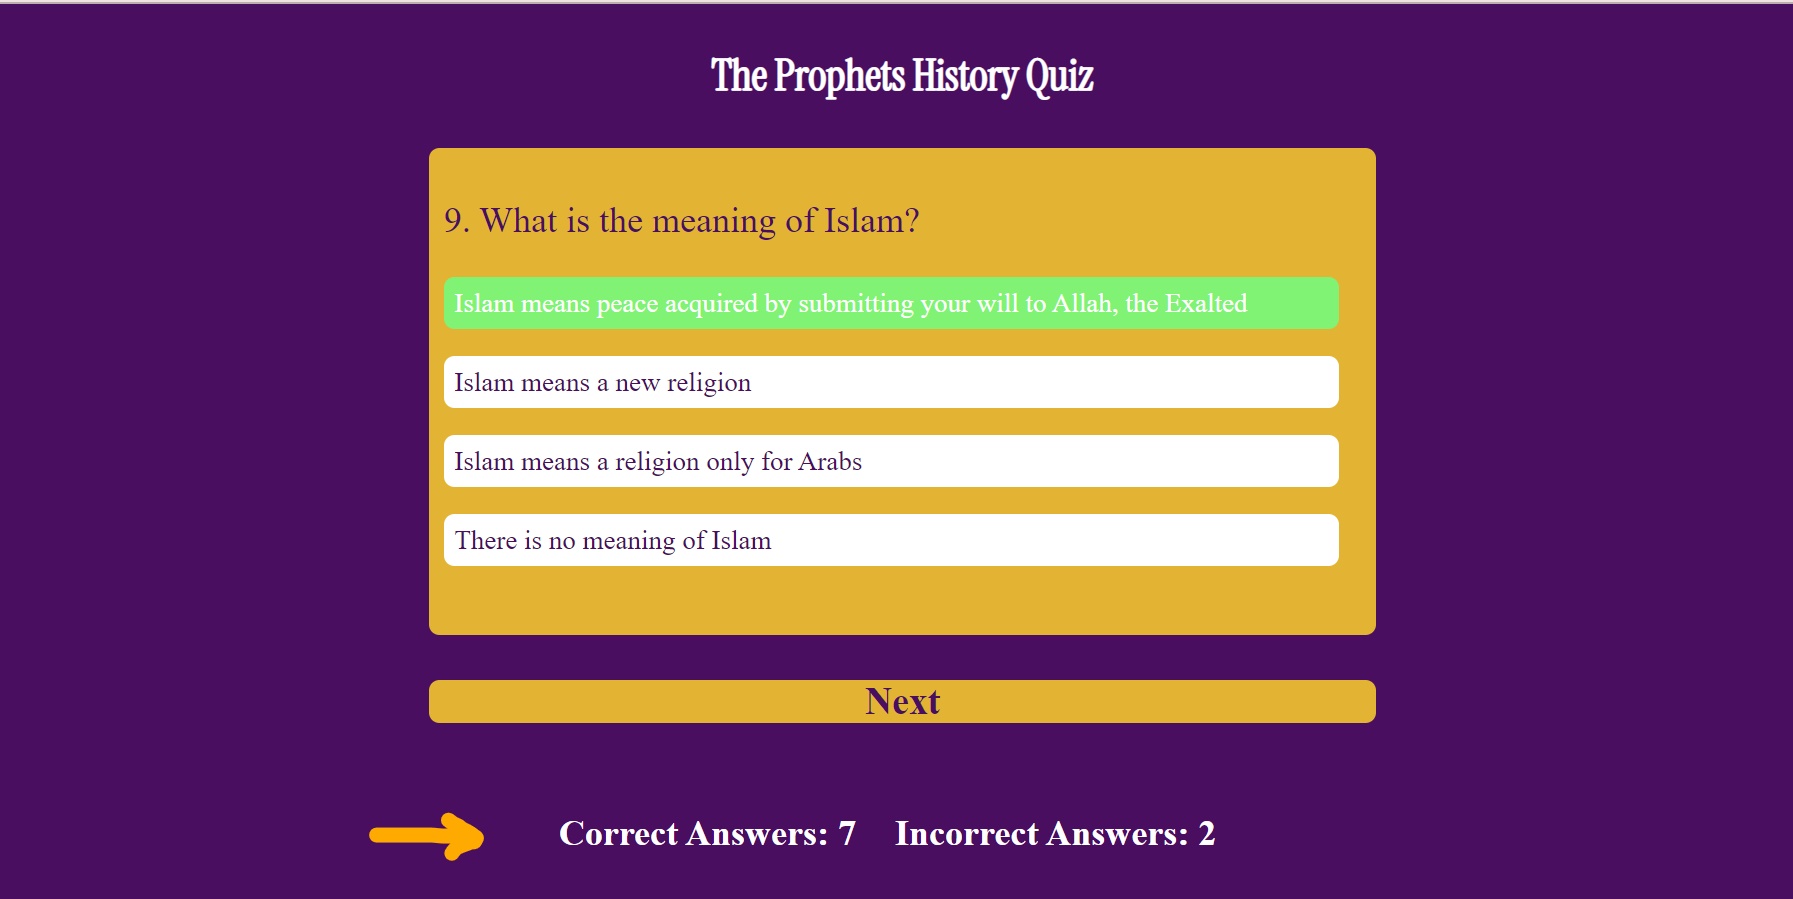 The Prophets History Quiz
9. What is the meaning of Islam?
Islam means peace acquired by submitting your will to Allah, the Exalted
Islam means a new religion
Islam means a religion only for Arabs
There is no meaning of Islam
Next
Correct Answers: 7 Incorrect Answers: 2